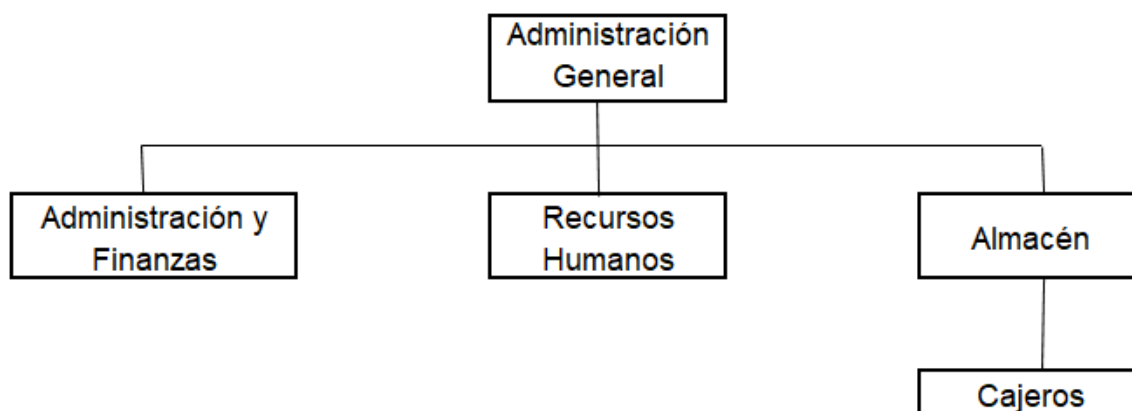 Administración
General
Administración y
Finanzas
Recursos
Humanos
Almacén
Cajeros